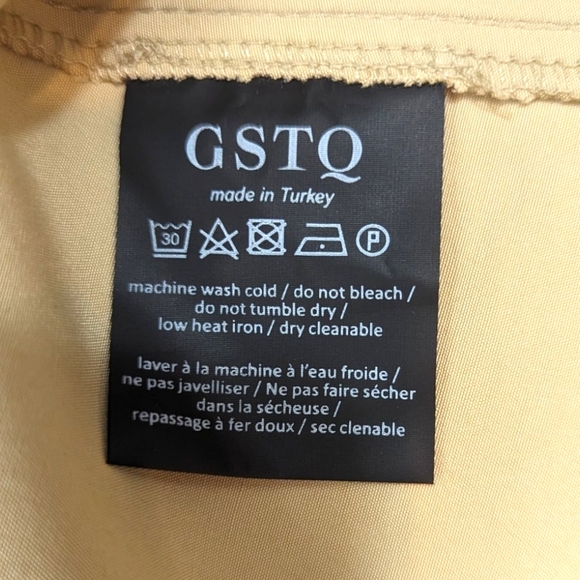 GSTQ
made in Turkey
30 P
machine wash cold / do not bleach /
do not tumble dry /
low heat iron / dry cleanable
laver à la machine à l'eau froide /
ne pas javelliser / Ne pas faire sécher
dans la sécheuse /
repassage à fer doux / sec clenable